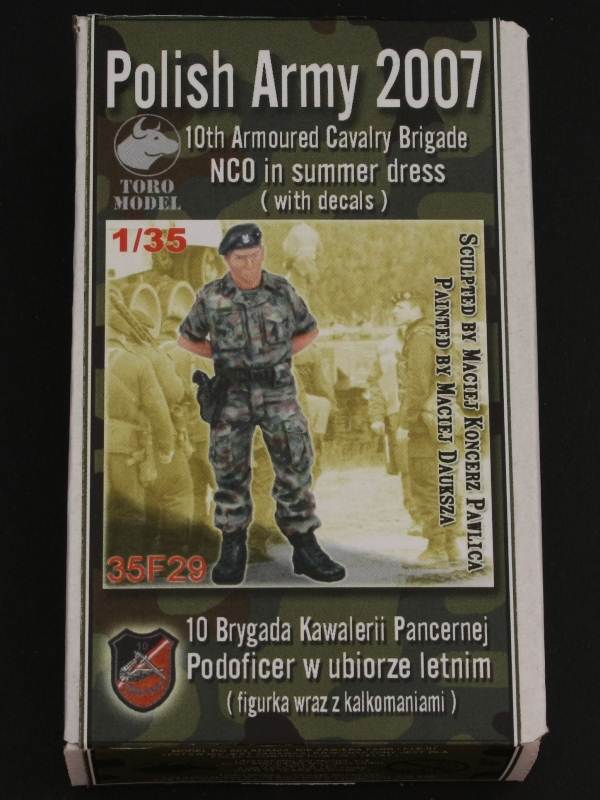 Polish Army 2007
10th Armoured Cavalry Brigade
NCO in summer dress
( with decals )
TORO
MODEL
1/35
Sculpted by Maciej Koncerz Pawlica
Painted by Maciej Dauksza
35F29
10
10 Brygada Kawalerii Pancernej
Podoficer w ubiorze letnim
( figurka wraz z kalkomaniami )